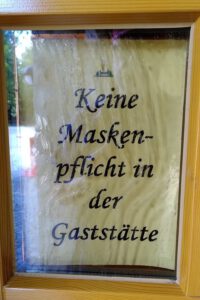 Keine
Masken-
pflicht in
der
Gaststätte